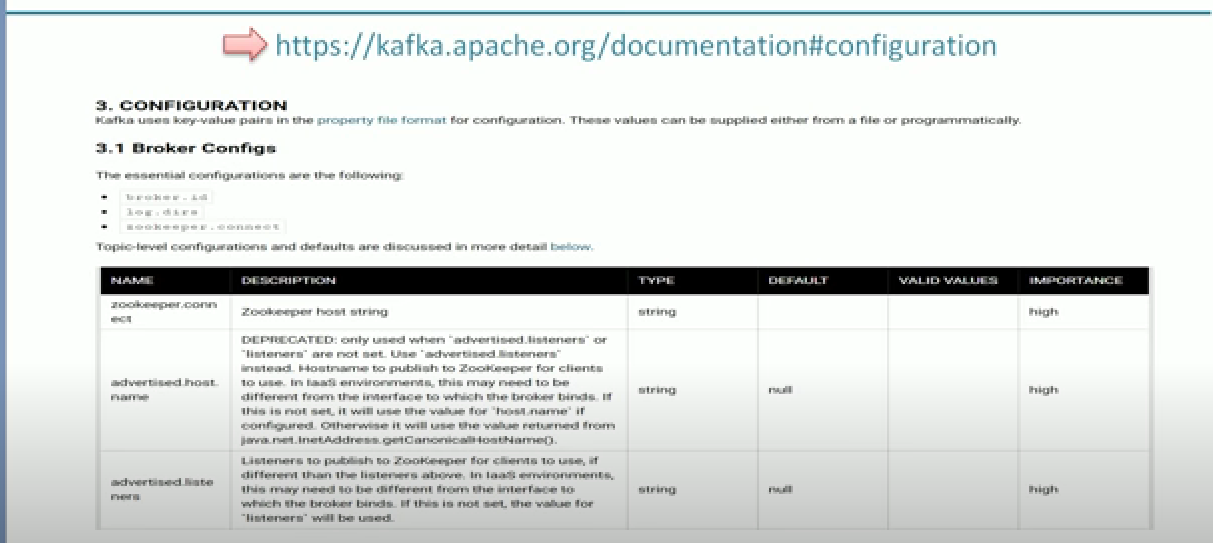 https://kafka.apache.org/documentation#configuration
3. CONFIGURATION
Kafka uses key-value pairs in the property file format for configuration. These values can be supplied either from a file or programmatically.
3.1 Broker Configs
The essential configurations are the following:
broker.id
log.dirs
zookeeper.connect
Topic-level configurations and defaults are discussed in more detail below.
NAME DESCRIPTION TYPE DEFAULT VALID VALUES IMPORTANCE
zookeeper.conn
ect
Zookeeper host string string high
advertised.host.
name
DEPRECATED: only used when `advertised.listeners` or
`listeners` are not set. Use `advertised.listeners`
instead. Hostname to publish to ZooKeeper for clients
to use. In IaaS environments, this may need to be
different from the interface to which the broker binds. If
this is not set, it will use the value for `host.name` if
configured. Otherwise it will use the value returned from
java.net.InetAddress.getCanonicalHostName().
string null high
advertised.liste
ners
Listeners to publish to ZooKeeper for clients to use, if
different than the listeners above. In IaaS environments,
this may need to be different from the interface to
which the broker binds. If this is not set, the value for
`listeners` will be used.
string null high